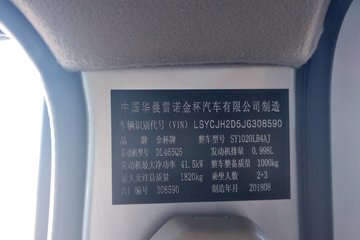 中国华晨雷诺金杯汽车有限公司制造
车辆识别代号(VIN) LSYCJH2D5JG308590
品 牌 金杯牌 整车型号 SY1020LB4AJ
发动机型号 DL465Q5 发动机排量 0.998L
发动机最大净功率 41.5kW 整车整备质量 1000kg
最大允许总质量 1820kg 乘坐人数 2+3
编号 308590 制造年月 201808